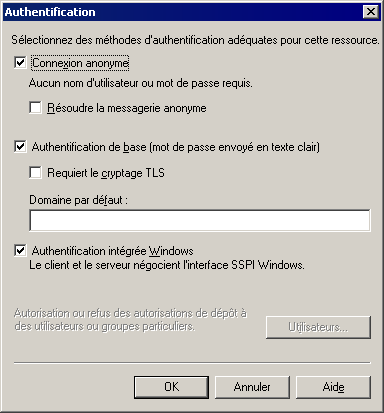 Authentification
Sélectionnez des méthodes d'authentification adéquates pour cette ressource.
Connexion anonyme
Aucun nom d'utilisateur ou mot de passe requis.
Résoudre la messagerie anonyme
Authentification de base (mot de passe envoyé en texte clair)
Requiert le cryptage TLS
Domaine par défaut :
Authentification intégrée Windows
Le client et le serveur négocient l'interface SSPI Windows.
Autorisation ou refus des autorisations de dépôt à
des utilisateurs ou groupes particuliers.
Utilisateurs...
OK
Annuler
Aide